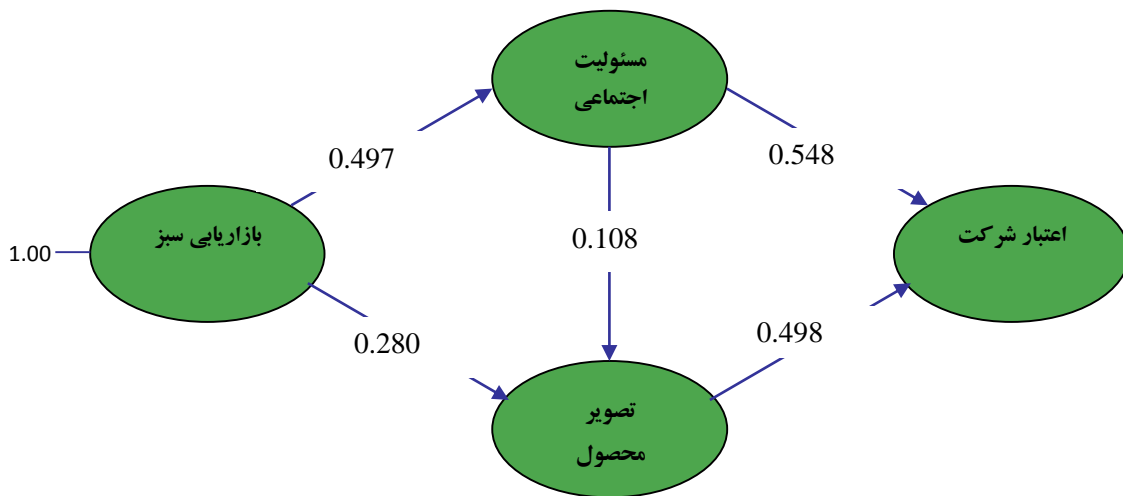 مسئولیت
اجتماعی
0.497
0.548
بازاریابی سبز
اعتبار شرکت
0.108
1.00
0.280
0.498
تصویر
محصول